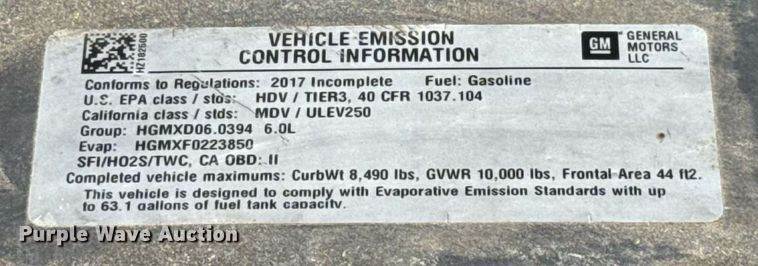 HZ182600
VEHICLE EMISSION
CONTROL INFORMATION
GM
GENERAL
MOTORS
LLC
Conforms to Regulations: 2017 Incomplete Fuel: Gasoline
U.S. EPA class / stds: HDV / TIER3, 40 CFR 1037.104
California class / stds: MDV / ULEV250
Group: HGMXD06.0394 6.0L
Evap: HGMXF0223850
SFI/HO2S/TWC, CA OBD: II
Completed vehicle maximums: CurbWt 8,490 lbs, GVWR 10,000 lbs, Frontal Area 44 ft2.
This vehicle is designed to comply with Evaporative Emission Standards with up
to 63.1 gallons of fuel tank capacity.
Purple Wave Auction